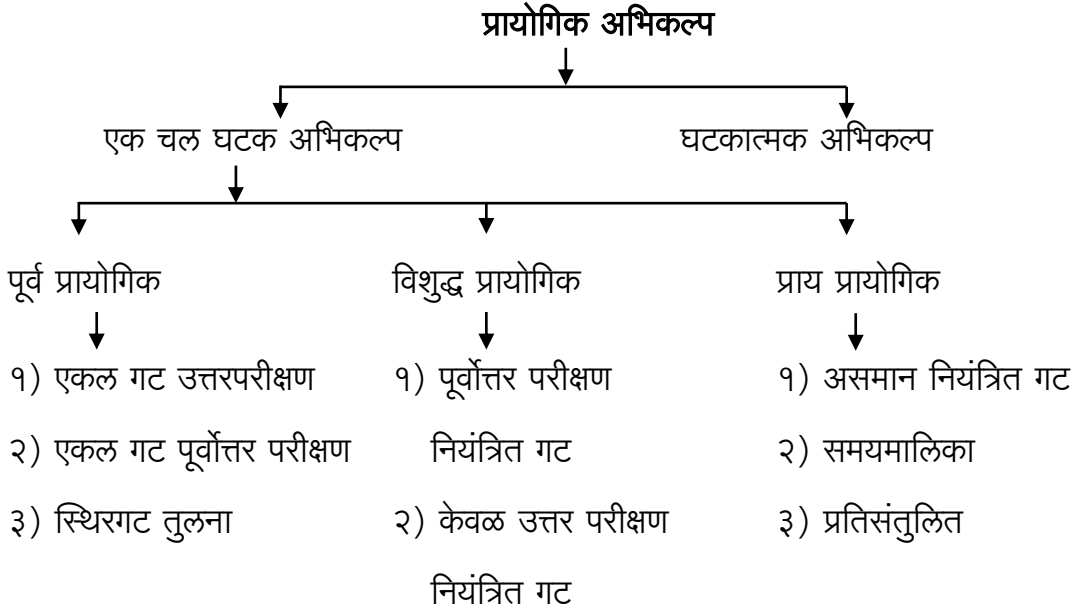 प्रायोगिक अभिकल्प
एक चल घटक अभिकल्प
घटकात्मक अभिकल्प
पूर्व प्रायोगिक
१) एकल गट उत्तरपरीक्षण
२) एकल गट पूर्वोत्तर परीक्षण
३) स्थिरगट तुलना
विशुद्ध प्रायोगिक
१) पूर्वोत्तर परीक्षण
नियंत्रित गट
२) केवळ उत्तर परीक्षण
नियंत्रित गट
प्राय प्रायोगिक
१) असमान नियंत्रित गट
२) समयमालिका
३) प्रतिसंतुलित